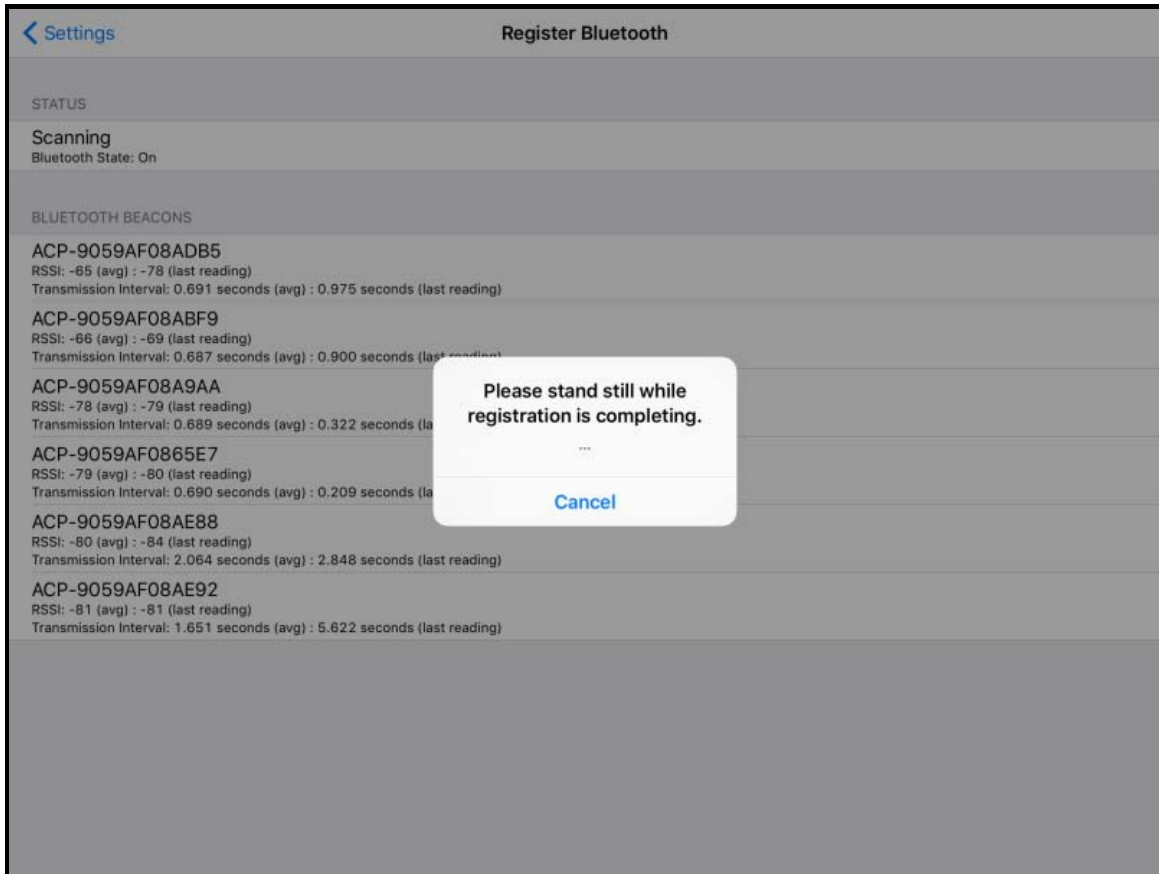 Settings
Register Bluetooth
STATUS
Scanning
Bluetooth State: On
BLUETOOTH BEACONS
ACP-9059AF08ADB5
RSSI: -65 (avg) : -78 (last reading)
Transmission Interval: 0.691 seconds (avg) : 0.975 seconds (last reading)
ACP-9059AF08ABF9
RSSI: -66 (avg) : -69 (last reading)
Transmission Interval: 0.687 seconds (avg) : 0.900 seconds (last reading)
ACP-9059AF08A9AA
RSSI: -78 (avg) : -79 (last reading)
Transmission Interval: 0.689 seconds (avg) : 0.322 seconds (la
ACP-9059AF0865E7
RSSI: -79 (avg) : -80 (last reading)
Transmission Interval: 0.690 seconds (avg) : 0.209 seconds (la
ACP-9059AF08AE88
RSSI: -80 (avg) : -84 (last reading)
Transmission Interval: 2.064 seconds (avg) : 2.848 seconds (last reading)
ACP-9059AF08AE92
RSSI: -81 (avg) : -81 (last reading)
Transmission Interval: 1.651 seconds (avg) : 5.622 seconds (last reading)
Please stand still while
registration is completing.
...
Cancel